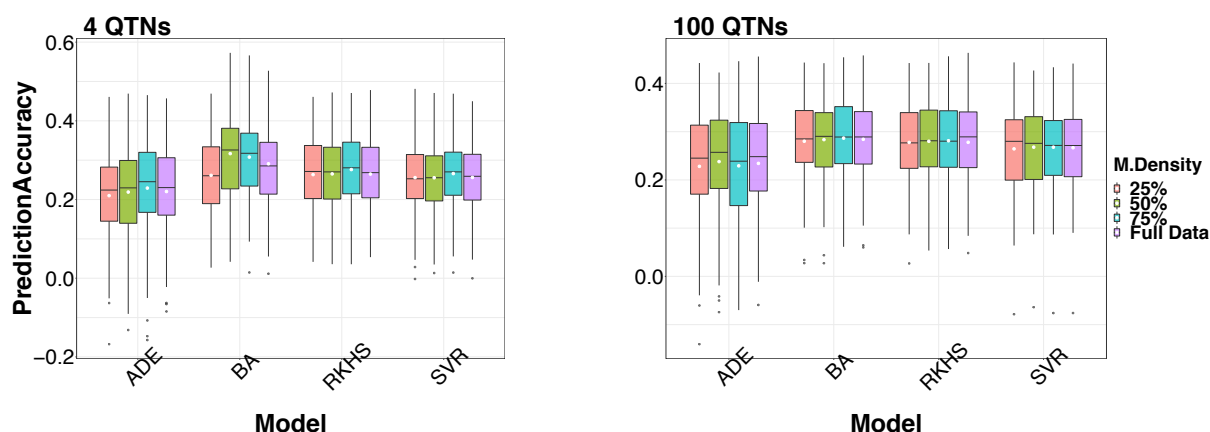 4 QTNs
PredictionAccuracy
0.6
0.4
0.2
0.0
−0.2
ADE
BA
RKHS
SVR
Model
100 QTNs
0.4
0.2
0.0
ADE
BA
RKHS
SVR
Model
M.Density
25%
50%
75%
Full Data